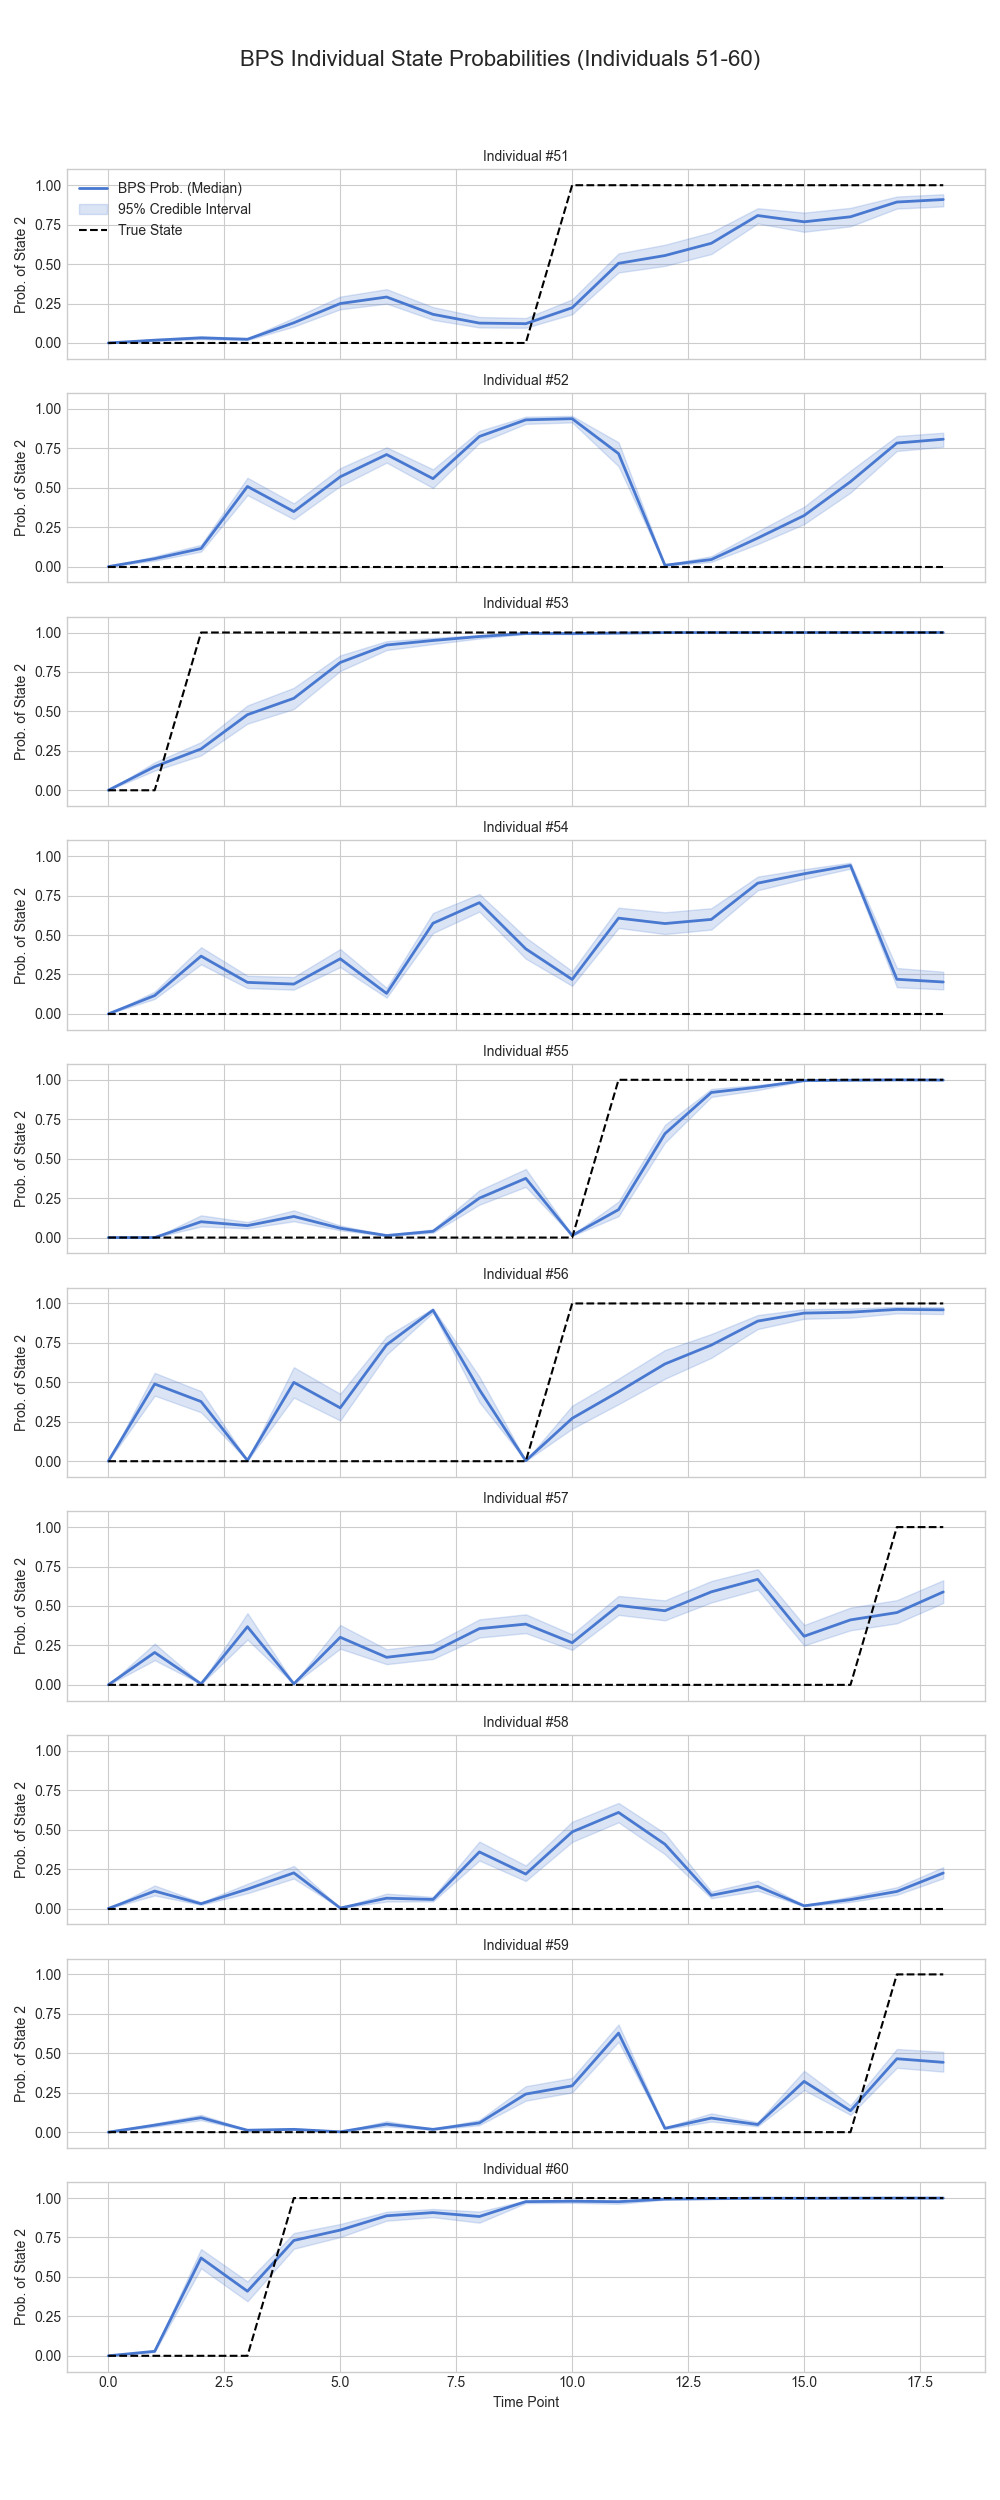 BPS Individual State Probabilities (Individuals 51-60)
Individual #51
BPS Prob. (Median)
95% Credible Interval
True State
Prob. of State 2
1.00
0.75
0.50
0.25
0.00
Individual #52
Prob. of State 2
1.00
0.75
0.50
0.25
0.00
Individual #53
Prob. of State 2
1.00
0.75
0.50
0.25
0.00
Individual #54
Prob. of State 2
1.00
0.75
0.50
0.25
0.00
Individual #55
Prob. of State 2
1.00
0.75
0.50
0.25
0.00
Individual #56
Prob. of State 2
1.00
0.75
0.50
0.25
0.00
Individual #57
Prob. of State 2
1.00
0.75
0.50
0.25
0.00
Individual #58
Prob. of State 2
1.00
0.75
0.50
0.25
0.00
Individual #59
Prob. of State 2
1.00
0.75
0.50
0.25
0.00
Individual #60
Prob. of State 2
1.00
0.75
0.50
0.25
0.00
0.0 2.5 5.0 7.5 10.0 12.5 15.0 17.5
Time Point